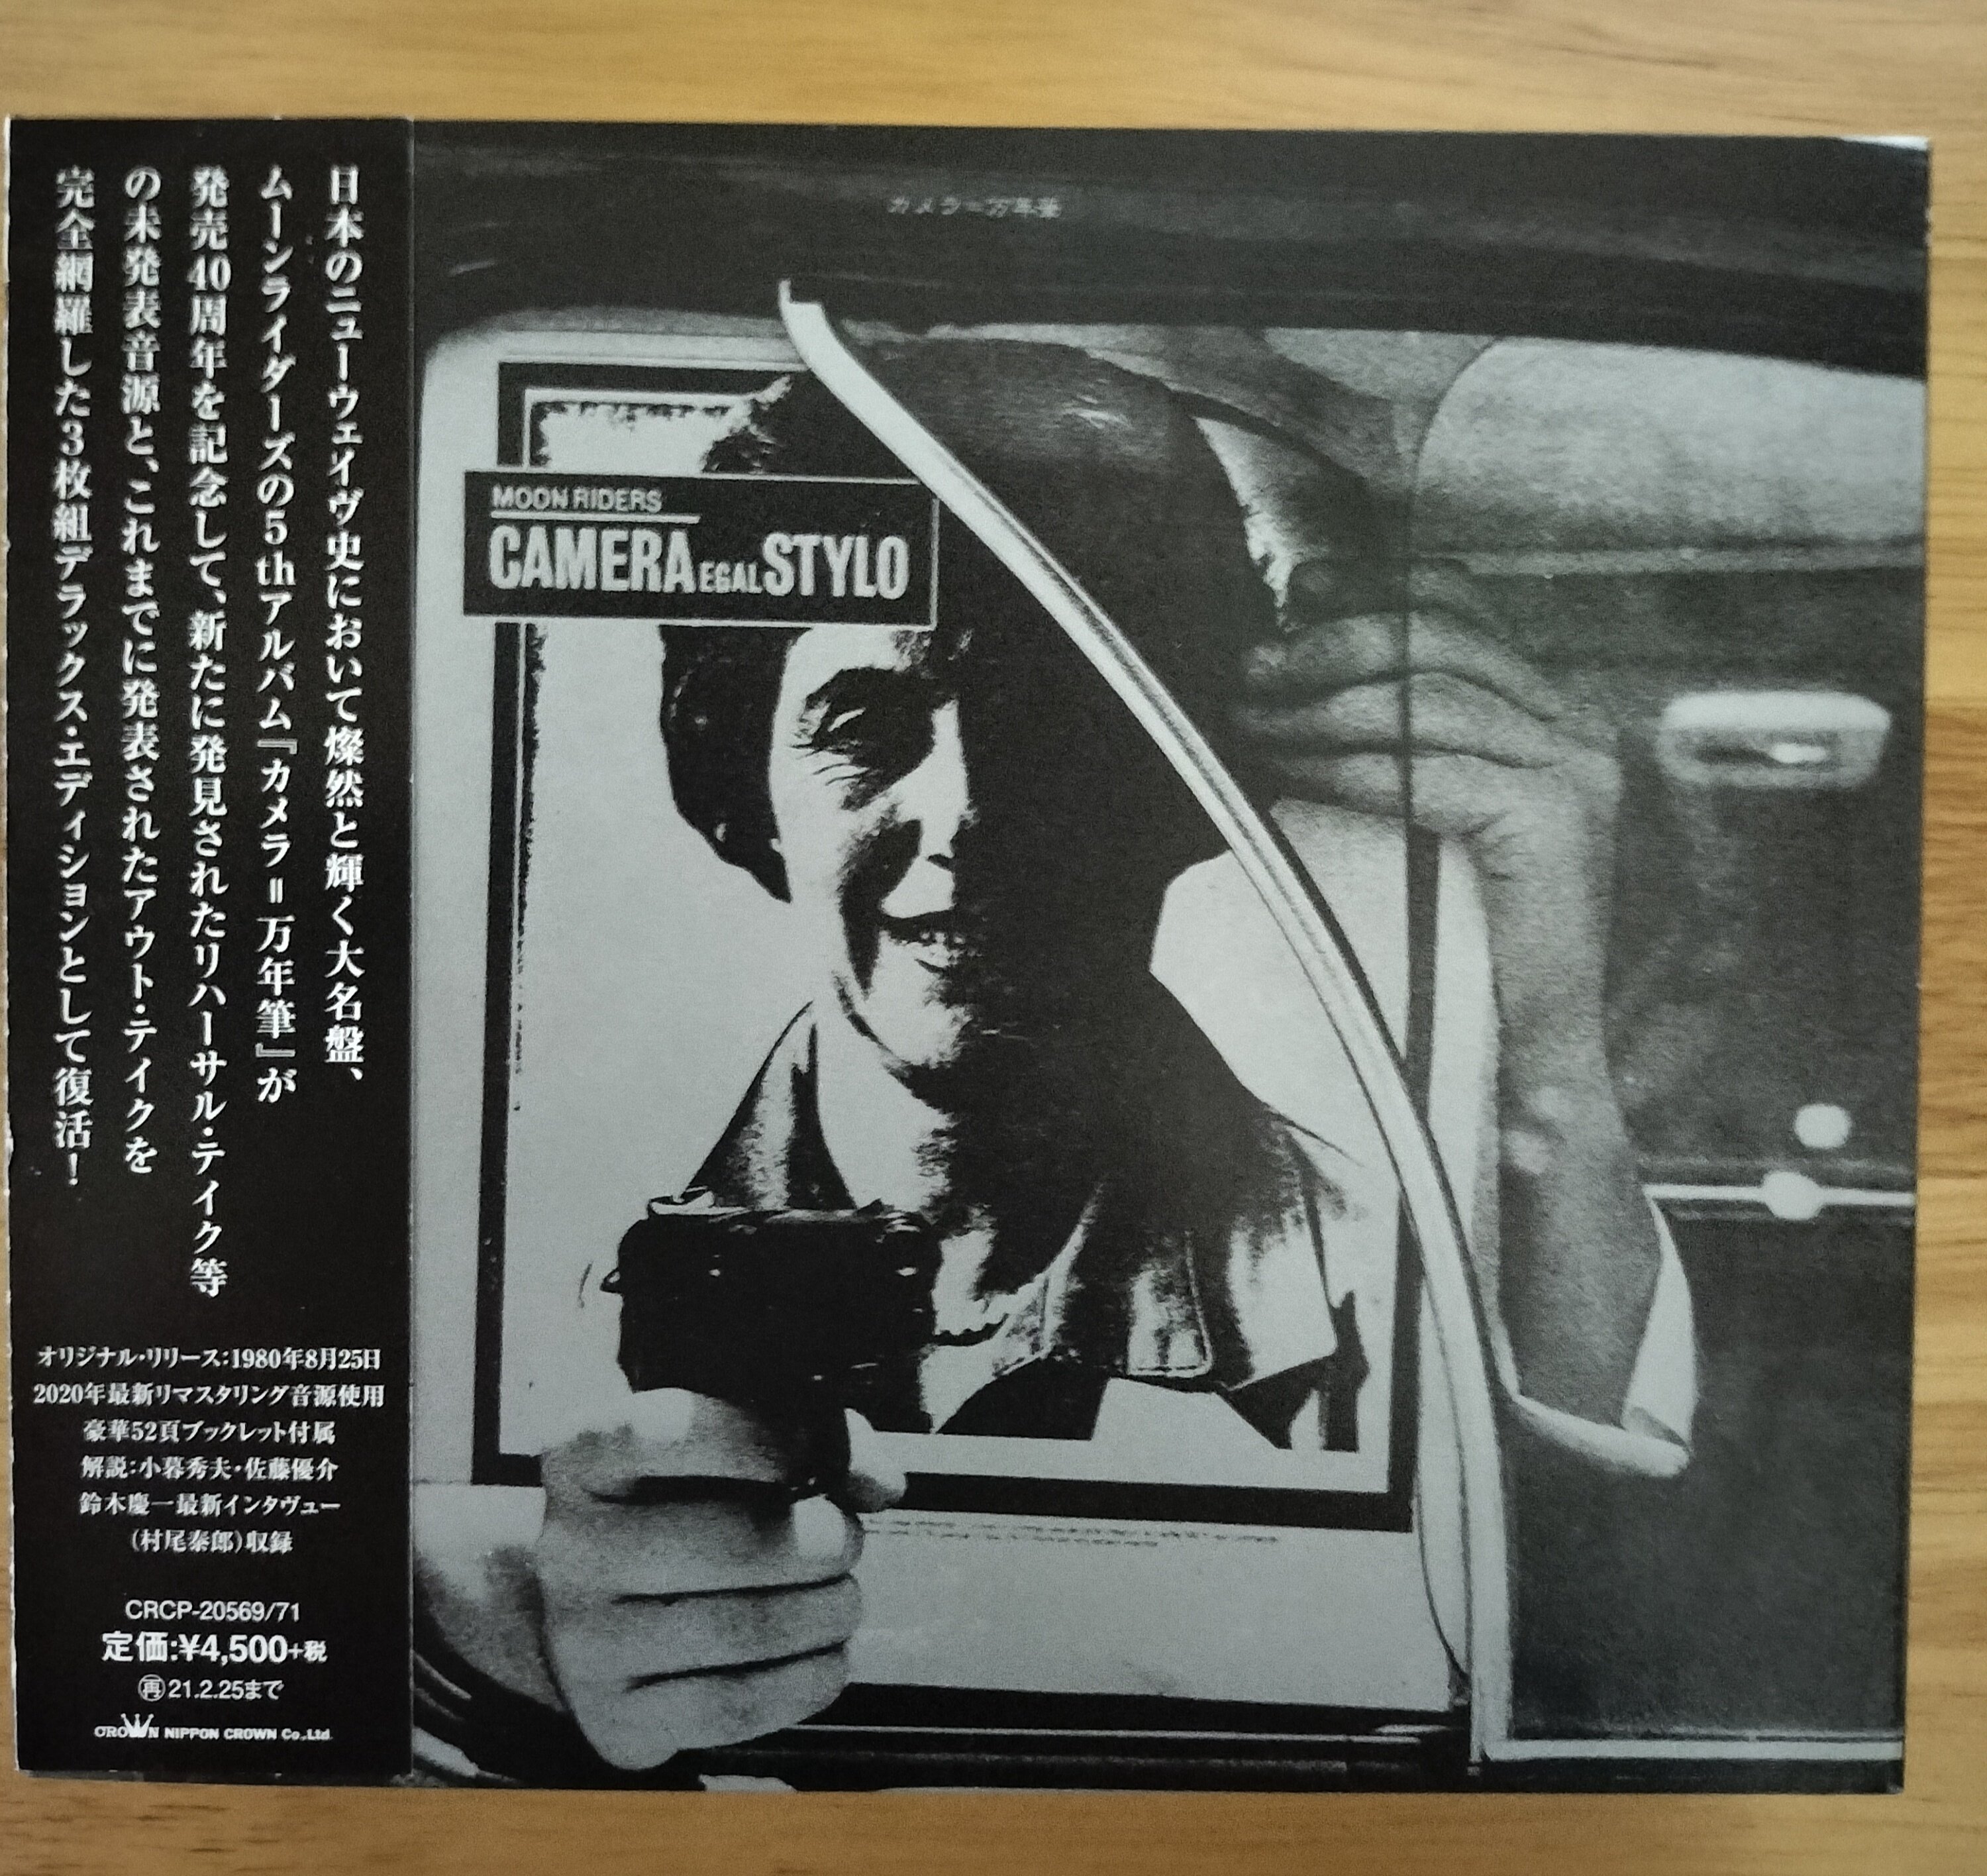 日本のニューウェイヴ史において燦然と輝く大名盤、
ムーンライダーズの5thアルバム『カメラ=万年筆』が
発売40周年を記念して、新たに発見されたリハーサル・テイク等
の未発表音源と、これまでに発表されたアウト・テイクを
完全網羅した3枚組デラックス・エディションとして復活!
オリジナル・リリース:1980年8月25日
2020年最新リマスタリング音源使用
豪華52頁ブックレット付属
解説:小暮秀夫・佐藤優介
鈴木慶一最新インタヴュー
(村尾泰郎)収録
CRCP-20569/71
定価:¥4,500+税
㊢21.2.25まで
CROWN NIPPON CROWN Co.,Ltd.
カメラ=万年筆
MOON RIDERS
CAMERA EGAL STYLO